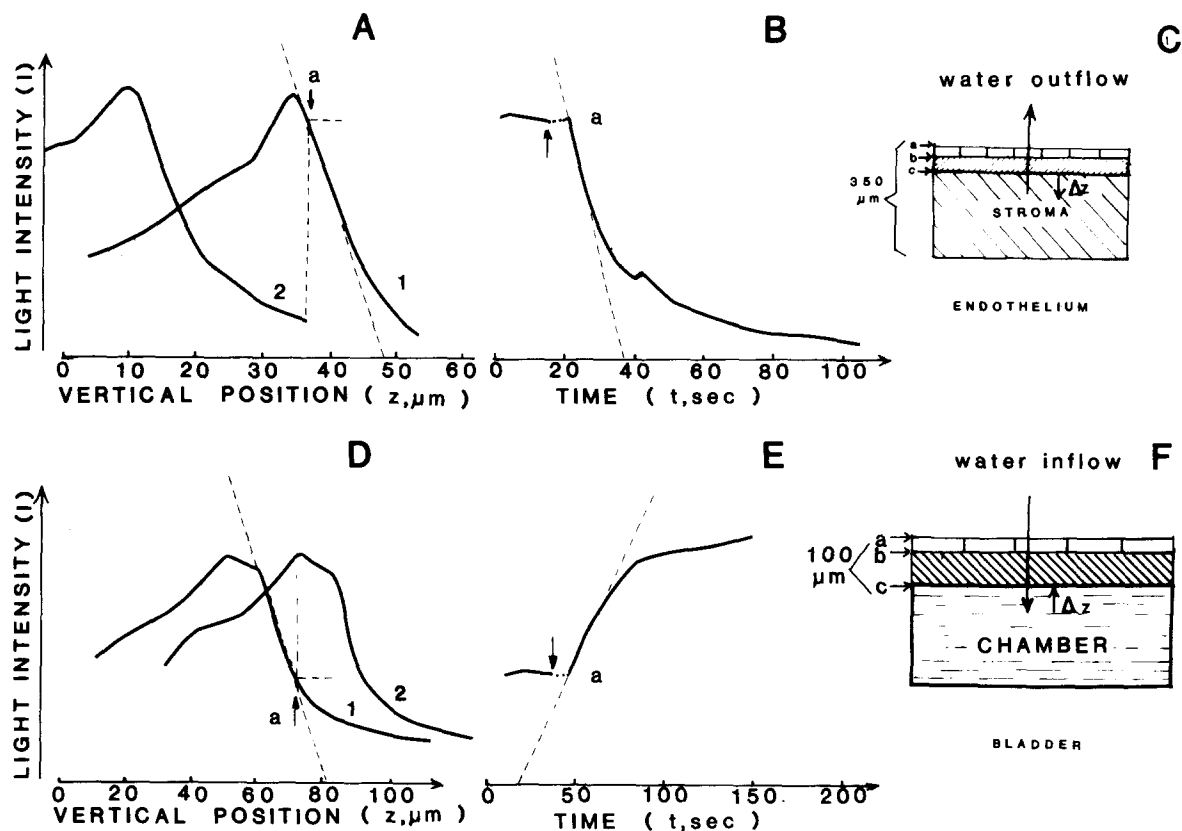 A
LIGHT INTENSITY (I)
a
2
1
0 10 20 30 40 50 60
VERTICAL POSITION ( z,μm )
B
a
0 20 40 60 80 100
TIME ( t,sec )
C
water outflow
a
b
c
350
μm
Δz
STROMA
ENDOTHELIUM
D
LIGHT INTENSITY (I)
a
1
2
0 20 40 60 80 100
VERTICAL POSITION ( z,μm )
E
a
0 50 100 150. 200
TIME ( t,sec )
F
water inflow
a
b
c
100
μm
Δz
CHAMBER
BLADDER